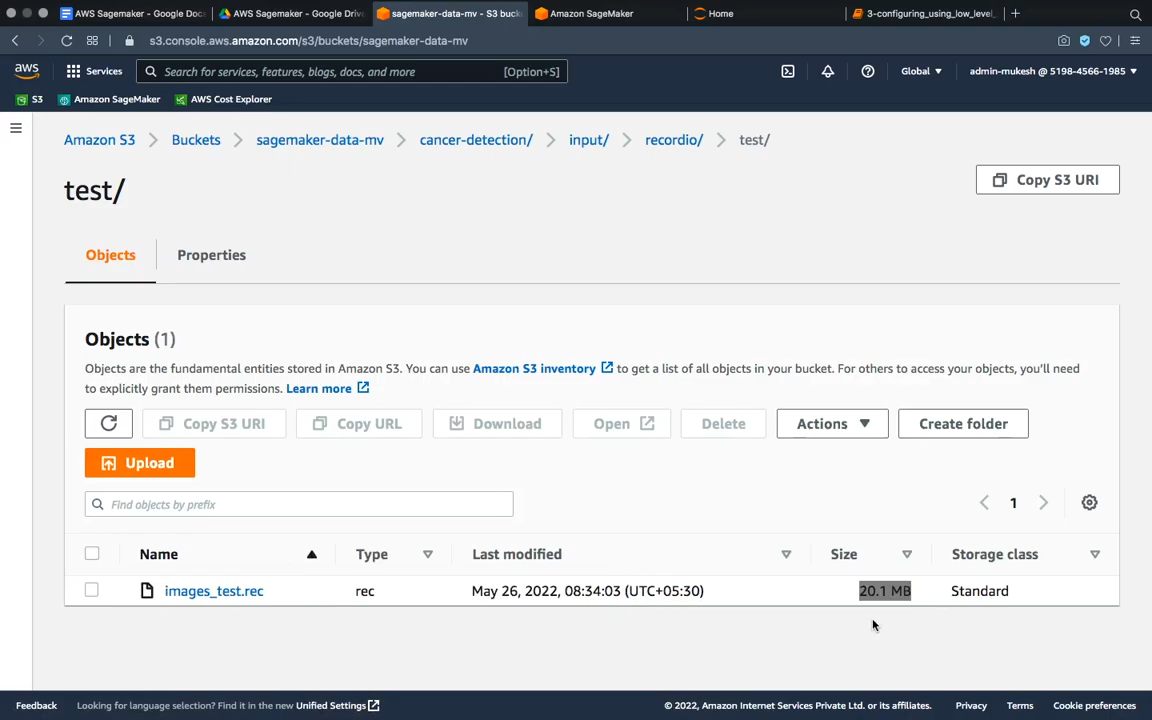 AWS Sagemaker - Google Doc
AWS Sagemaker - Google Driv
sagemaker-data-mv - S3 buck
Amazon SageMaker
Home
3-configuring_using_low_level_
s3.console.aws.amazon.com/s3/buckets/sagemaker-data-mv
aws
Services
Search for services, features, blogs, docs, and more
[Option+S]
Global
admin-mukesh @ 5198-4566-1985
S3
Amazon SageMaker
AWS Cost Explorer
Amazon S3
Buckets
sagemaker-data-mv
cancer-detection/
input/
recordio/
test/
test/
Copy S3 URI
Objects
Properties
Objects (1)
Objects are the fundamental entities stored in Amazon S3. You can use Amazon S3 inventory to get a list of all objects in your bucket. For others to access your objects, you'll need
to explicitly grant them permissions. Learn more
Copy S3 URI
Copy URL
Download
Open
Delete
Actions
Create folder
Upload
Find objects by prefix
1
Name
Type
Last modified
Size
Storage class
images_test.rec
rec
May 26, 2022, 08:34:03 (UTC+05:30)
20.1 MB
Standard
Feedback
Looking for language selection? Find it in the new Unified Settings
© 2022, Amazon Internet Services Private Ltd. or its affiliates.
Privacy
Terms
Cookie preferences